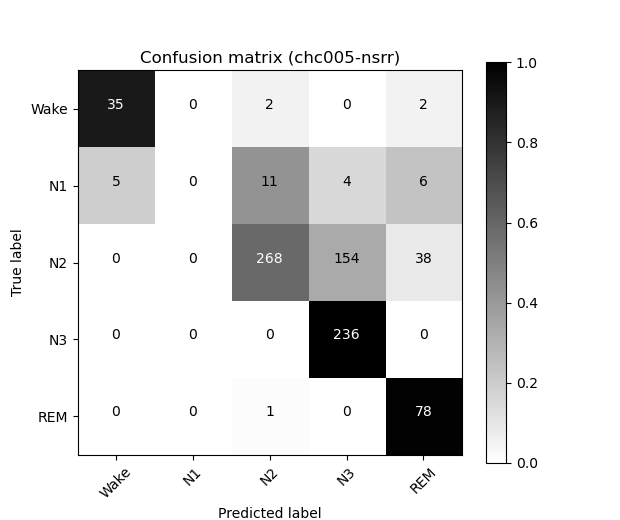 Confusion matrix (chc005-nsrr)
Wake 35 0 2 0 2
N1 5 0 11 4 6
N2 0 0 268 154 38
N3 0 0 0 236 0
REM 0 0 1 0 78
Wake N1 N2 N3 REM
Predicted label
True label
1.0
0.8
0.6
0.4
0.2
0.0